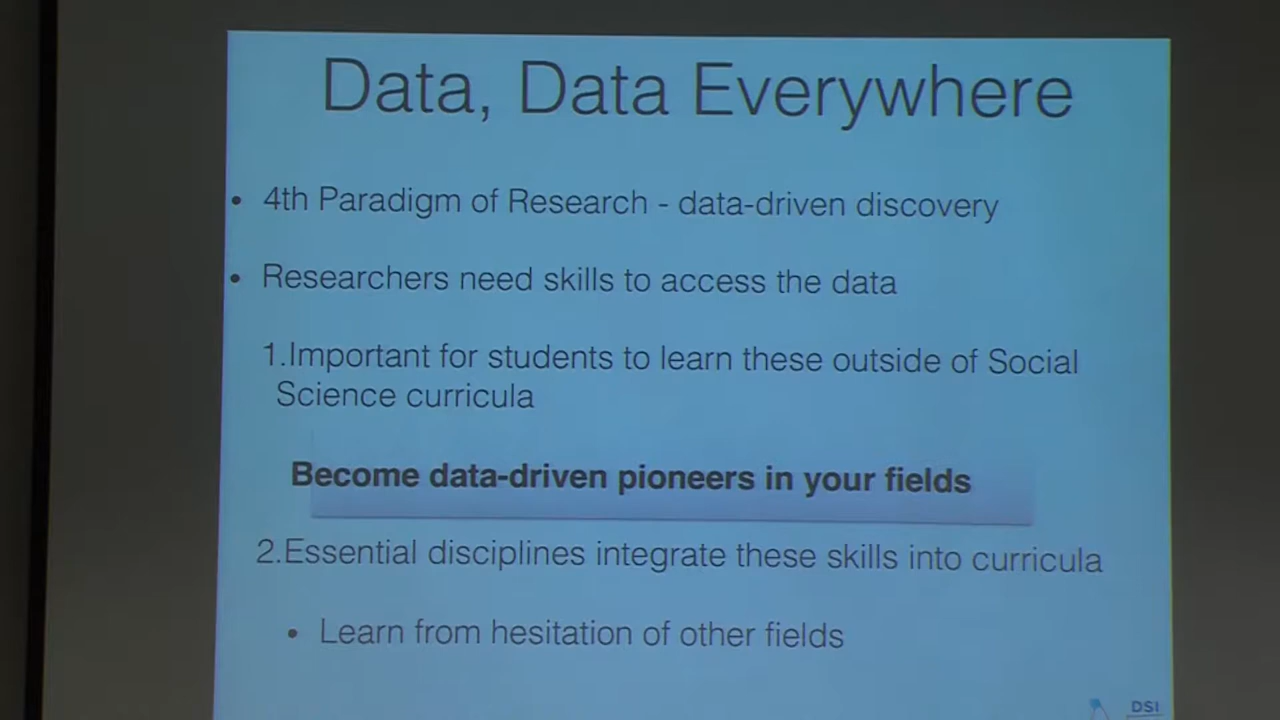 Data, Data Everywhere
• 4th Paradigm of Research - data-driven discovery
• Researchers need skills to access the data
1.Important for students to learn these outside of Social
Science curricula
Become data-driven pioneers in your fields
2.Essential disciplines integrate these skills into curricula
• Learn from hesitation of other fields
DSI